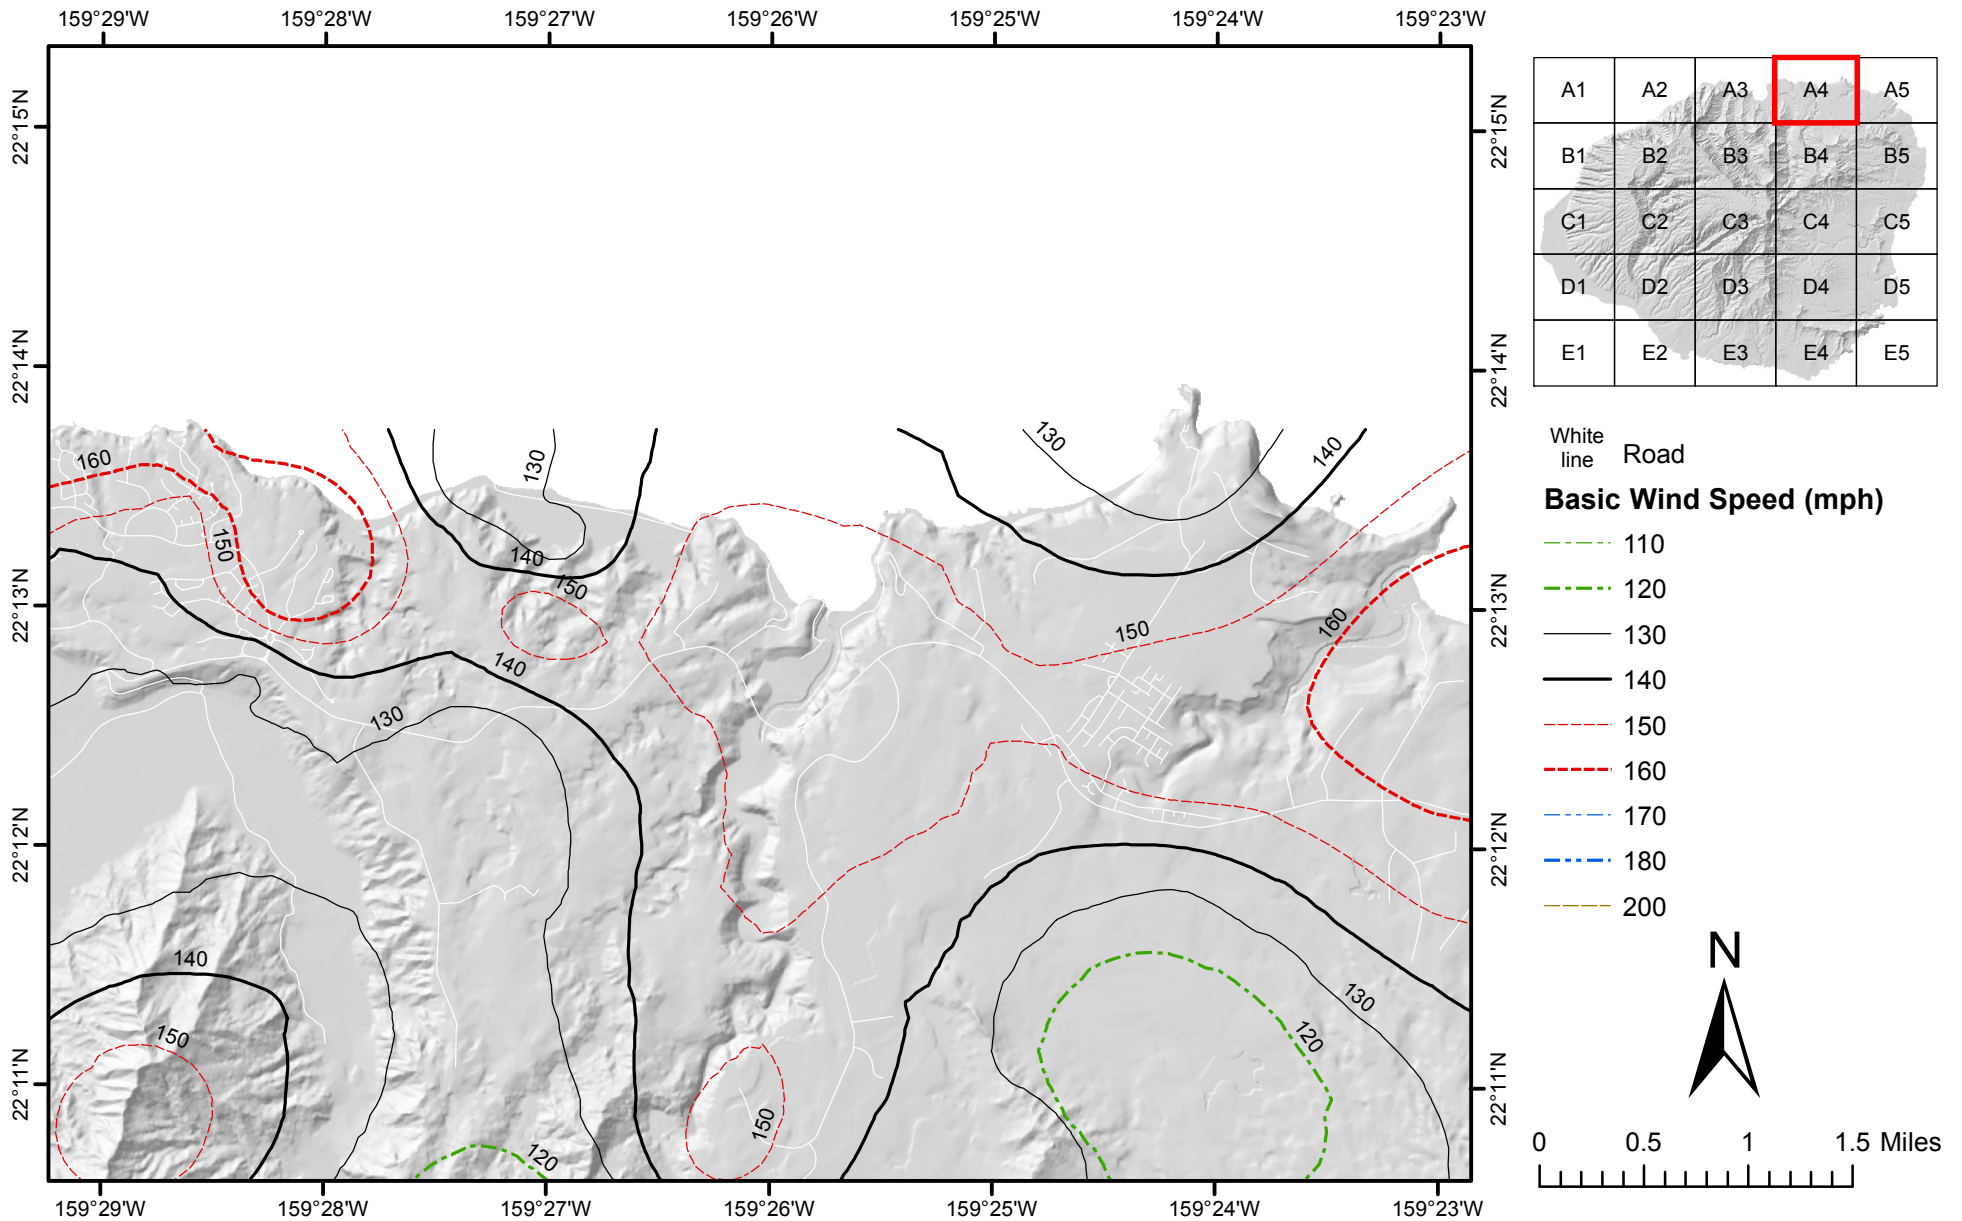 159°29'W 159°28'W 159°27'W 159°26'W 159°25'W 159°24'W 159°23'W
22°15'N 22°15'N
22°14'N 22°14'N
22°13'N 22°13'N
22°12'N 22°12'N
22°11'N 22°11'N
130 130 140
160
150 140 150
150 160
140
130
140
150
130
120
150
120
159°29'W 159°28'W 159°27'W 159°26'W 159°25'W 159°24'W 159°23'W
A1 A2 A3 A4 A5
B1 B2 B3 B4 B5
C1 C2 C3 C4 C5
D1 D2 D3 D4 D5
E1 E2 E3 E4 E5
White
line Road
Basic Wind Speed (mph)
110
120
130
140
150
160
170
180
200
N
0 0.5 1 1.5 Miles